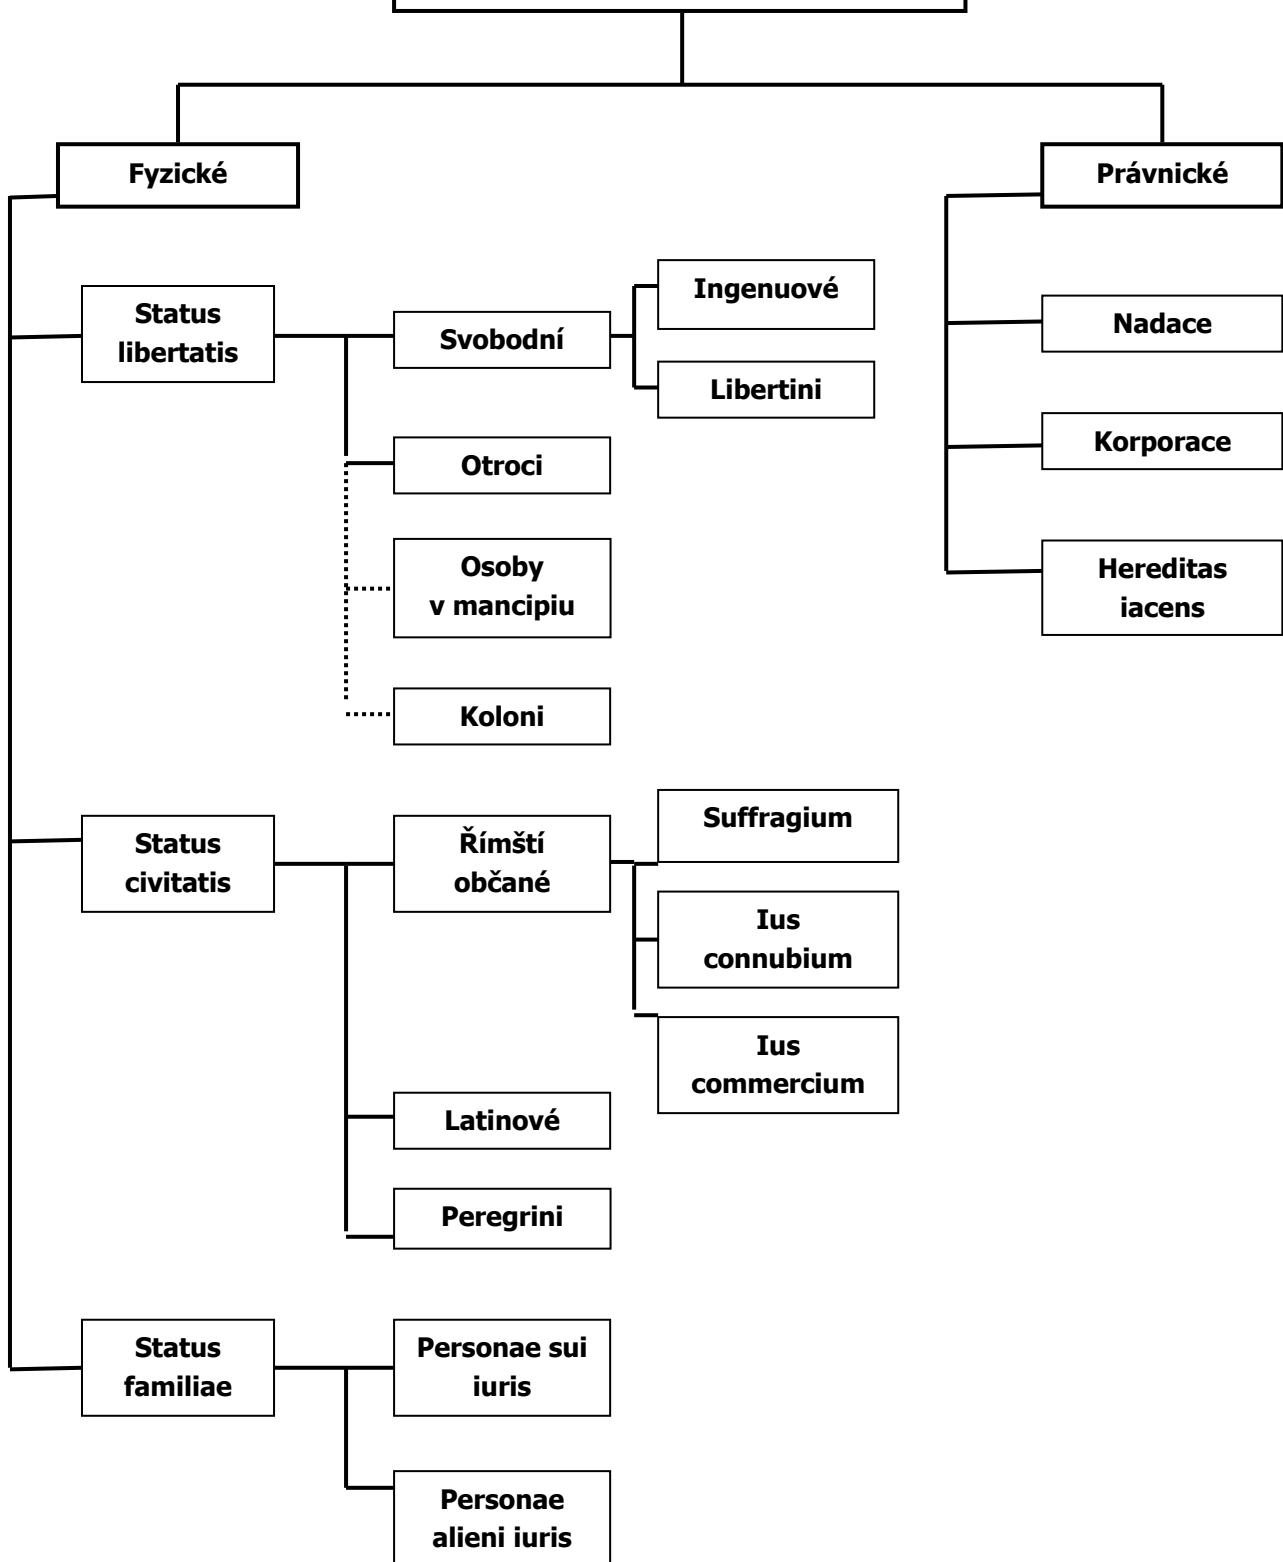 Fyzické
Právnické
Status
libertatis
Svobodní
Ingenuové
Libertini
Otroci
Osoby
v mancipiu
Koloni
Nadace
Korporace
Hereditas
iacens
Status
civitatis
Římští
občané
Suffragium
Ius
connubium
Ius
commercium
Latinové
Peregrini
Status
familiae
Personae sui
iuris
Personae
alieni iuris